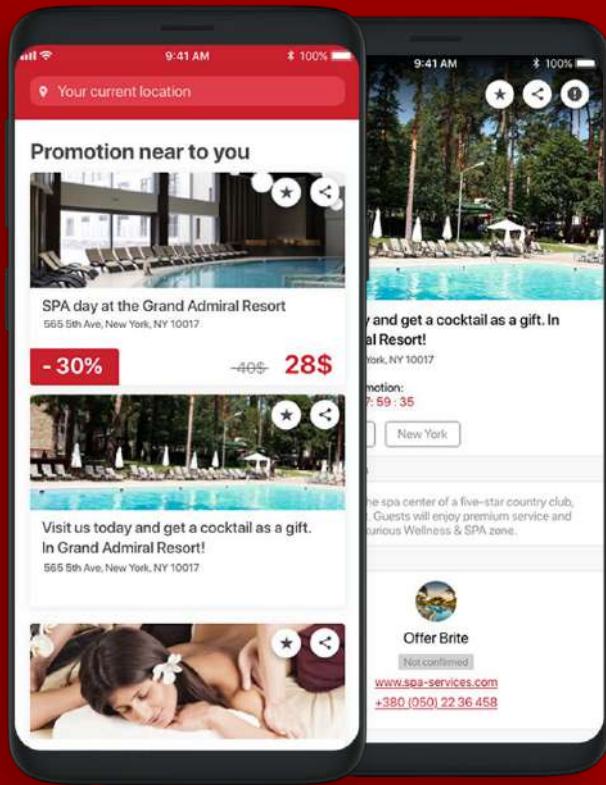 9:41 AM
100%
Your current location
Promotion near to you
SPA day at the Grand Admiral Resort
565 5th Ave, New York, NY 10017
- 30%
40$
28$
Visit us today and get a cocktail as a gift.
In Grand Admiral Resort!
565 5th Ave, New York, NY 10017
9:41 AM
100%
and get a cocktail as a gift. In
al Resort!
York, NY 10017
motion:
: 59 : 35
New York
he spa center of a five-star country club,
. Guests will enjoy premium service and
urious Wellness & SPA zone.
Offer Brite
Not confirmed
www.spa-services.com
+380 (050) 22 36 458